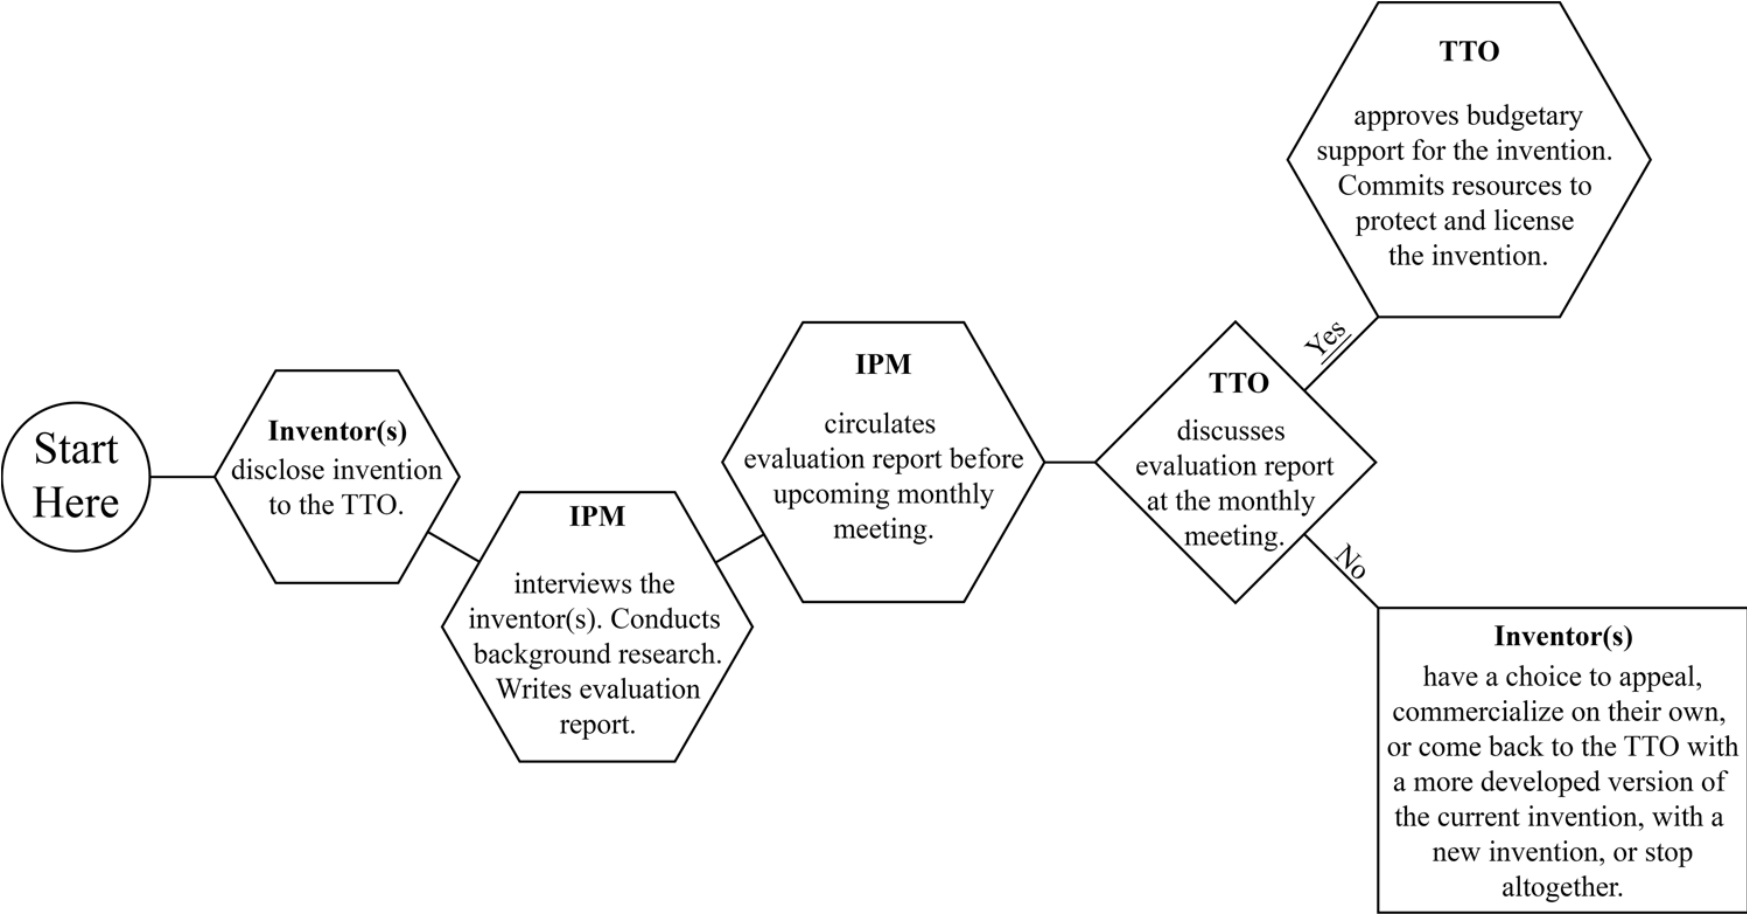 Start
Here
Inventor(s)
disclose invention
to the TTO.
IPM
interviews the
inventor(s). Conducts
background research.
Writes evaluation
report.
IPM
circulates
evaluation report before
upcoming monthly
meeting.
TTO
discusses
evaluation report
at the monthly
meeting.
Yes
TTO
approves budgetary
support for the invention.
Commits resources to
protect and license
the invention.
No
Inventor(s)
have a choice to appeal,
commercialize on their own,
or come back to the TTO with
a more developed version of
the current invention, with a
new invention, or stop
altogether.